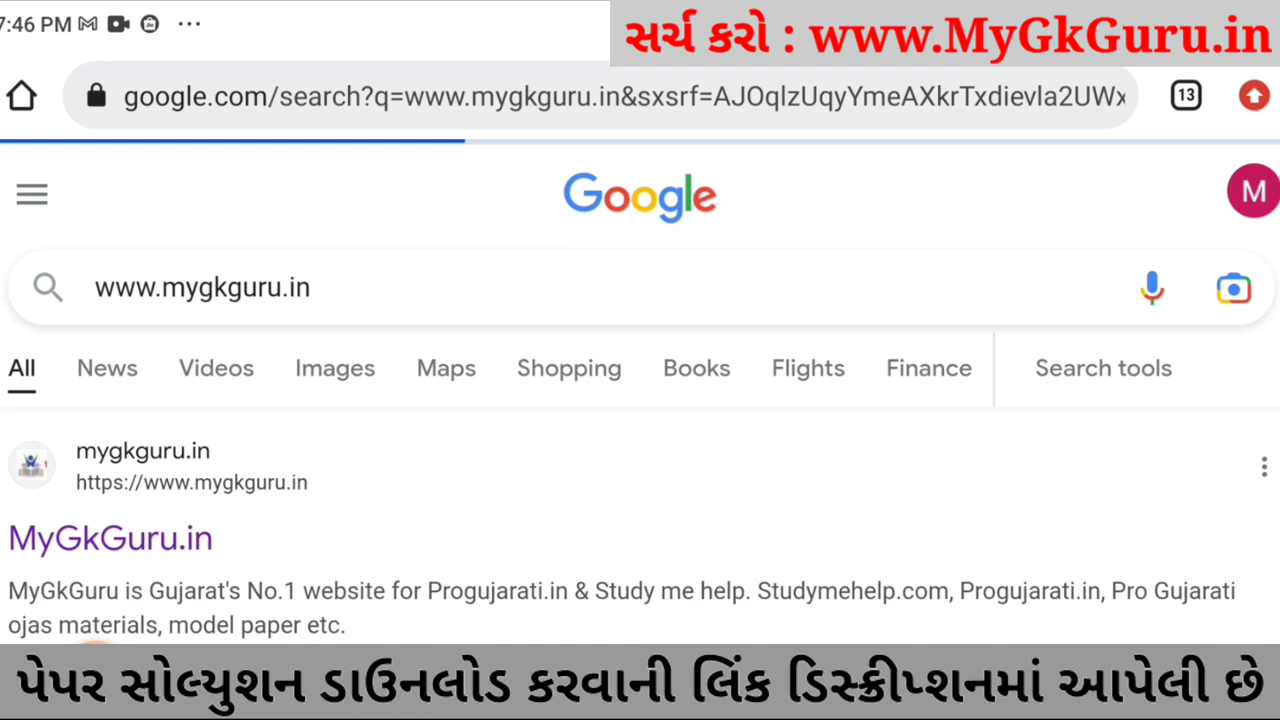 7:46 PM
સર્ચ કરો : www.MyGkGuru.in
google.com/search?q=www.mygkguru.in&sxsrf=AJOqlzUqyYmeAXkrTxdievla2UWx
13
Google
M
www.mygkguru.in
All News Videos Images Maps Shopping Books Flights Finance Search tools
mygkguru.in
https://www.mygkguru.in
MyGkGuru.in
MyGkGuru is Gujarat's No.1 website for Progujarati.in & Study me help. Studymehelp.com, Progujarati.in, Pro Gujarati
ojas materials, model paper etc.
પેપર સોલ્યુશન ડાઉનલોડ કરવાની લિંક ડિસ્ક્રીપ્શનમાં આપેલી છે